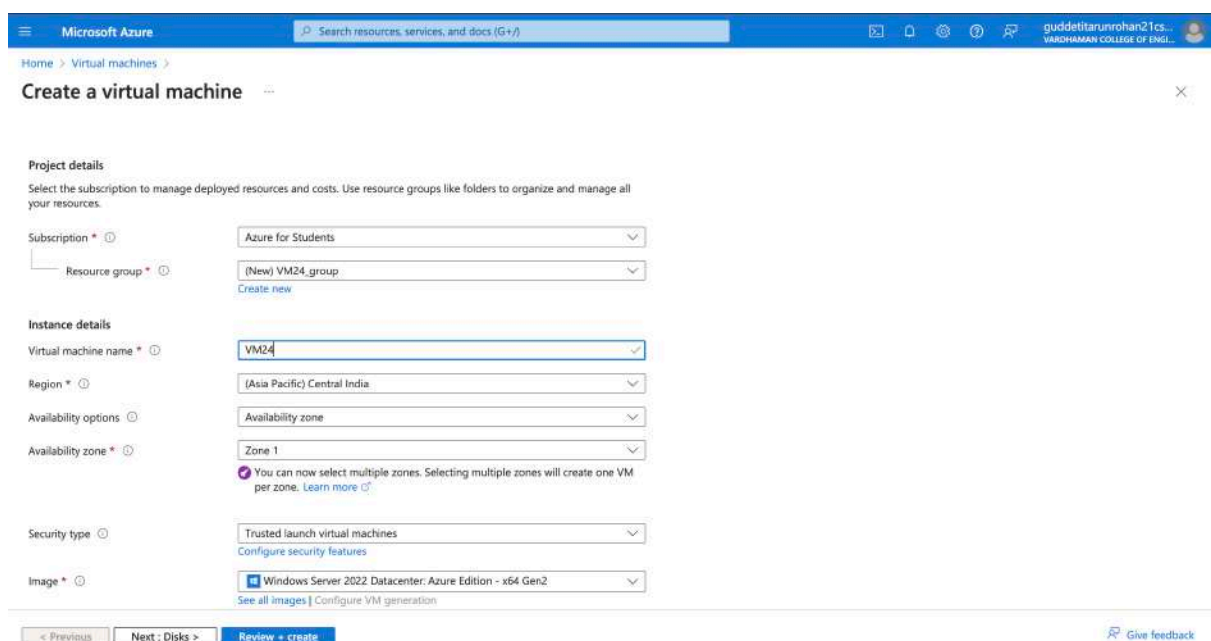 Microsoft Azure
Search resources, services, and docs (G+/)
guddetitarunrohan21cs...
VARDHAMAN COLLEGE OF ENGI...
Home > Virtual machines >
Create a virtual machine ...
Project details
Select the subscription to manage deployed resources and costs. Use resource groups like folders to organize and manage all
your resources.
Subscription * Azure for Students
Resource group * (New) VM24_group
Create new
Instance details
Virtual machine name * VM24
Region * (Asia Pacific) Central India
Availability options Availability zone
Availability zone * Zone 1
You can now select multiple zones. Selecting multiple zones will create one VM
per zone. Learn more
Security type Trusted launch virtual machines
Configure security features
Image * Windows Server 2022 Datacenter: Azure Edition - x64 Gen2
See all images | Configure VM generation
< Previous Next : Disks > Review + create Give feedback